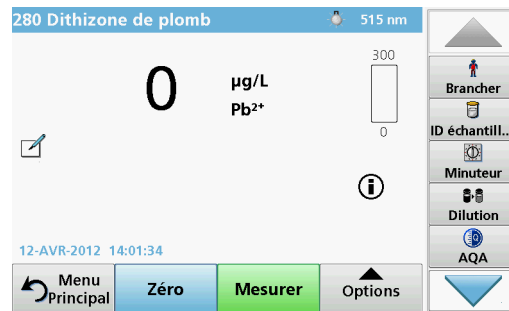 280 Dithizone de plomb
515 nm
0
µg/L
Pb²⁺
300
0
12-AVR-2012 14:01:34
Menu
Principal
Zéro
Mesurer
Options
Brancher
ID échantill..
Minuteur
Dilution
AQA